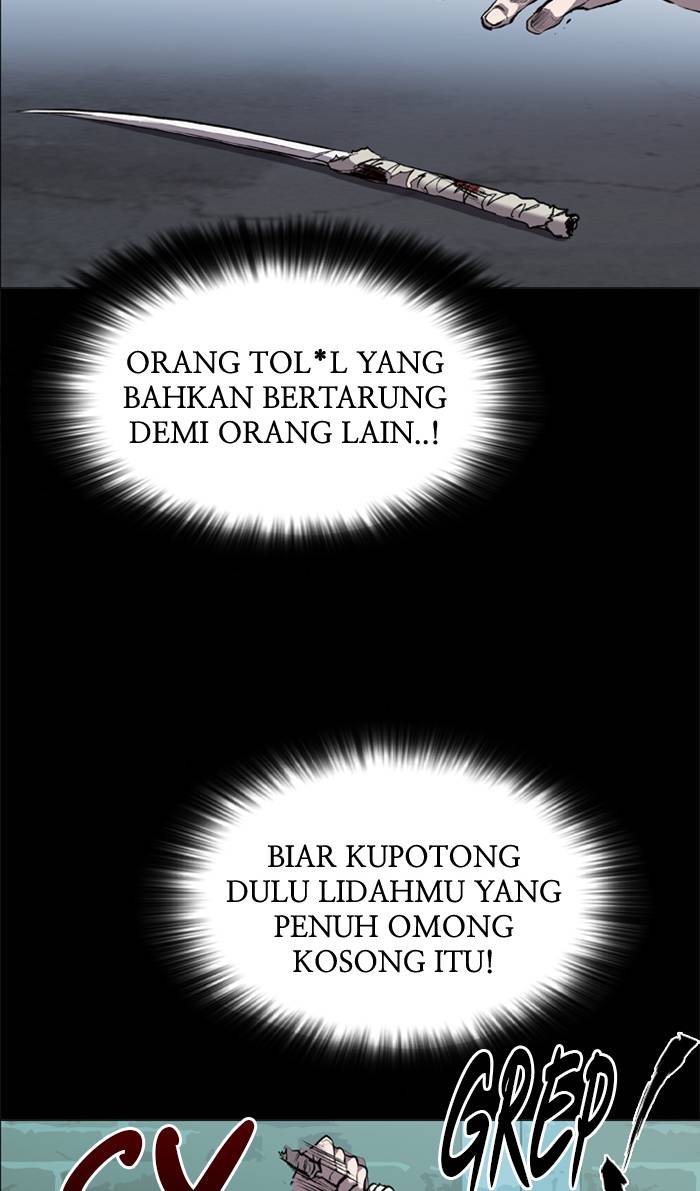 ORANG TOL*L YANG
BAHKAN BERTARUNG
DEMI ORANG LAIN..!
BIAR KUPOTONG
DULU LIDAHMU YANG
PENUH OMONG
KOSONG ITU!
GREP!